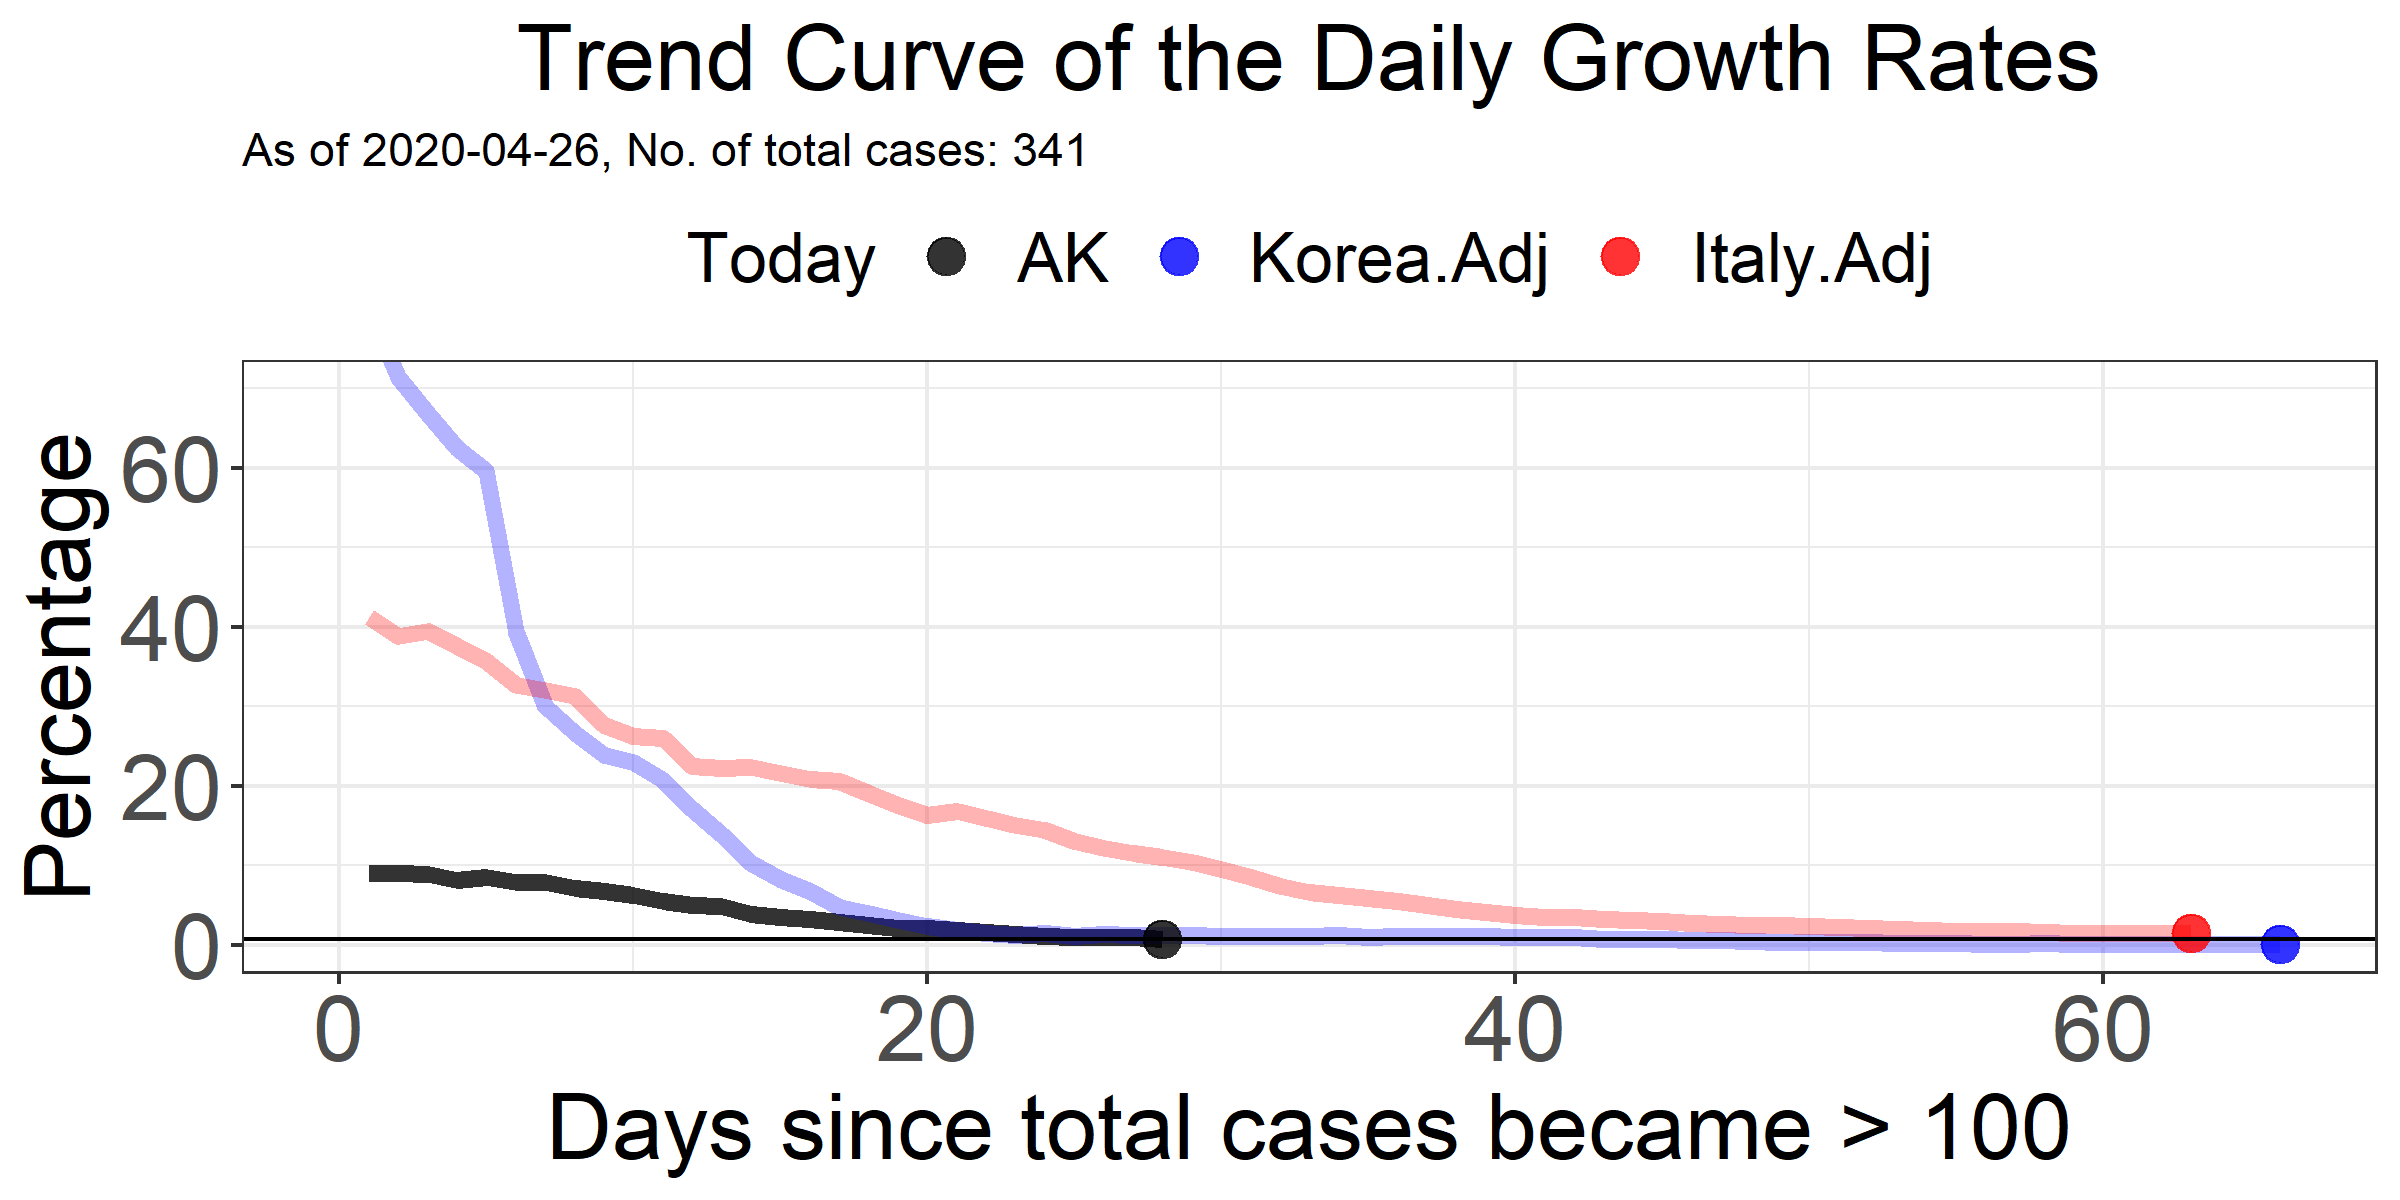 Trend Curve of the Daily Growth Rates
As of 2020-04-26, No. of total cases: 341
Today AK Korea.Adj Italy.Adj
Percentage
60
40
20
0
0 20 40 60
Days since total cases became > 100